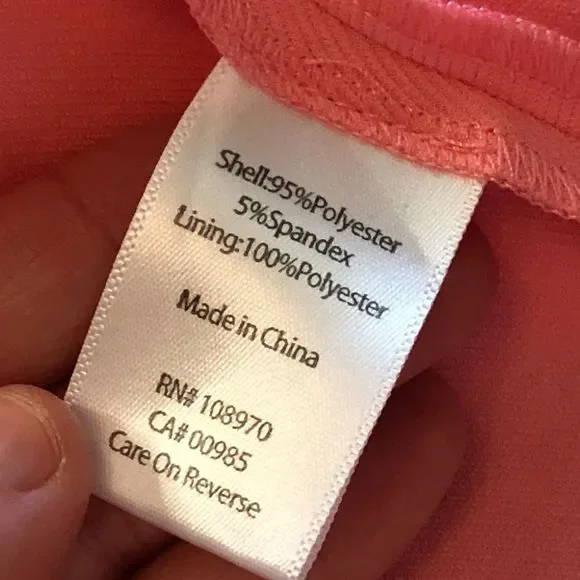 Shell:95%Polyester
5%Spandex
Lining:100%Polyester
Made in China
RN# 108970
CA# 00985
Care On Reverse